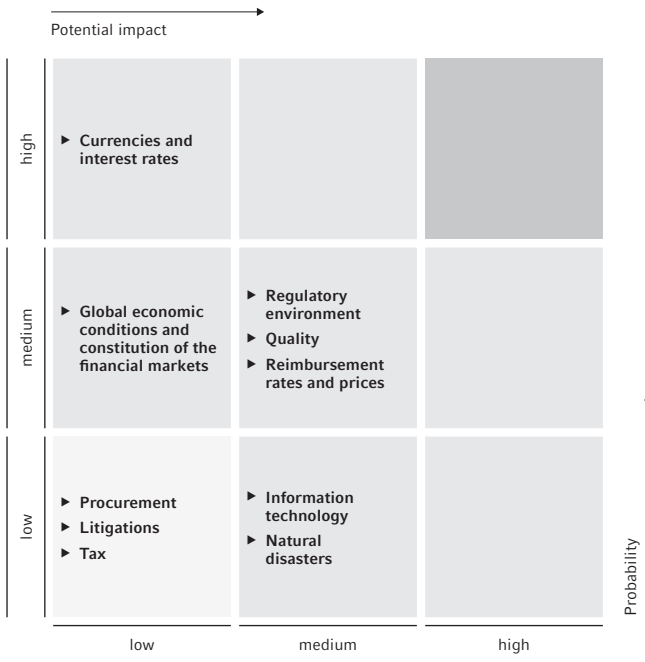 Potential impact
high
▶ Currencies and
interest rates
medium
▶ Global economic
conditions and
constitution of the
financial markets
▶ Regulatory
environment
▶ Quality
▶ Reimbursement
rates and prices
low
▶ Procurement
▶ Litigations
▶ Tax
▶ Information
technology
▶ Natural
disasters
Probability
low
medium
high